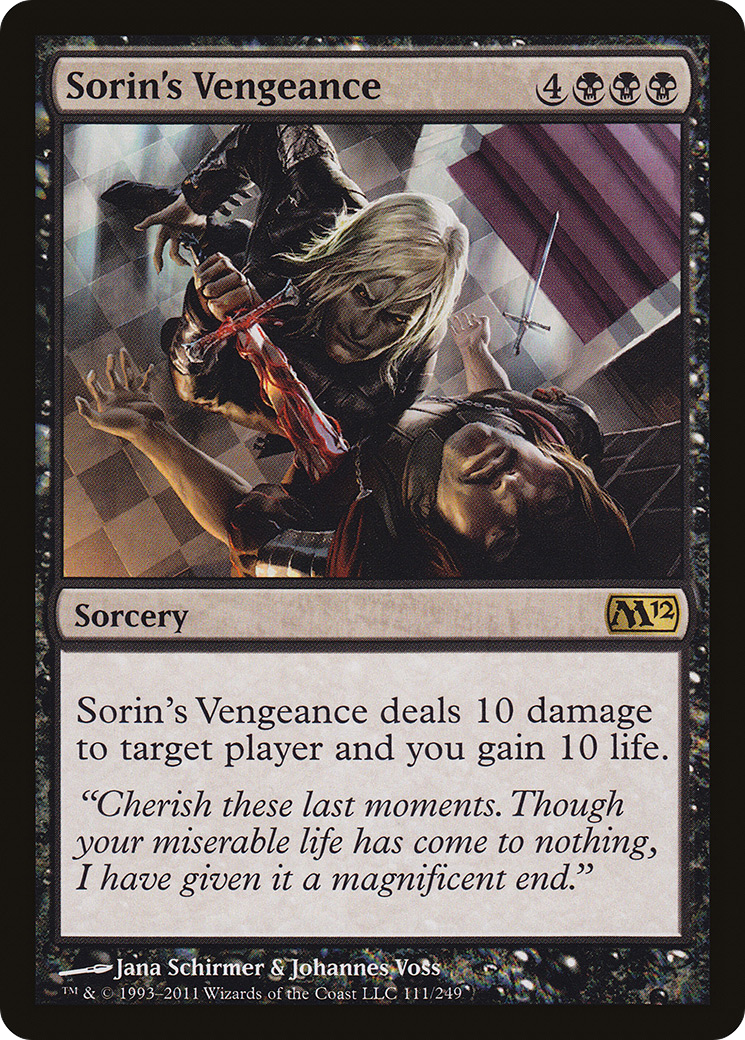 Sorin's Vengeance 4
Sorcery M12
Sorin's Vengeance deals 10 damage
to target player and you gain 10 life.
“Cherish these last moments. Though
your miserable life has come to nothing,
I have given it a magnificent end.”
Jana Schirmer & Johannes Voss
™ & © 1993–2011 Wizards of the Coast LLC 111/249